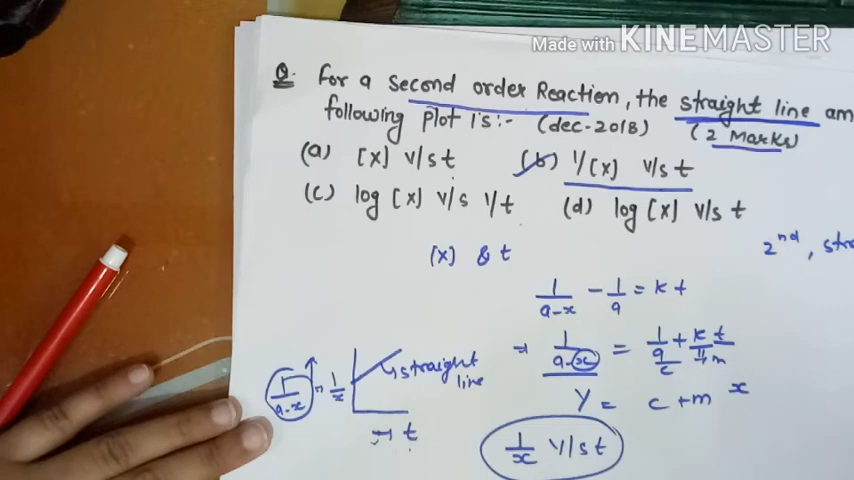 Made with KINEMASTER
Q. For a second order Reaction, the straight line am
following plot is:- (dec-2018) (2 Marks)
(a) [x] v/s t (b) 1/[x] v/s t
(c) log [x] v/s 1/t (d) log [x] v/s t
[x] & t
2nd, stra
1/a-x - 1/a = kt
⇒ 1/a-x = 1/a + kt
c m
Y = c + m x
1/a-x 1/x straight
line
→ t
1/x v/s t